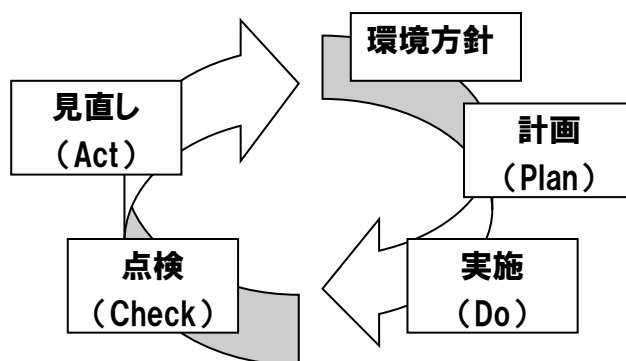 環境方針
計画
（Plan）
実施
（Do）
点検
（Check）
見直し
（Act）